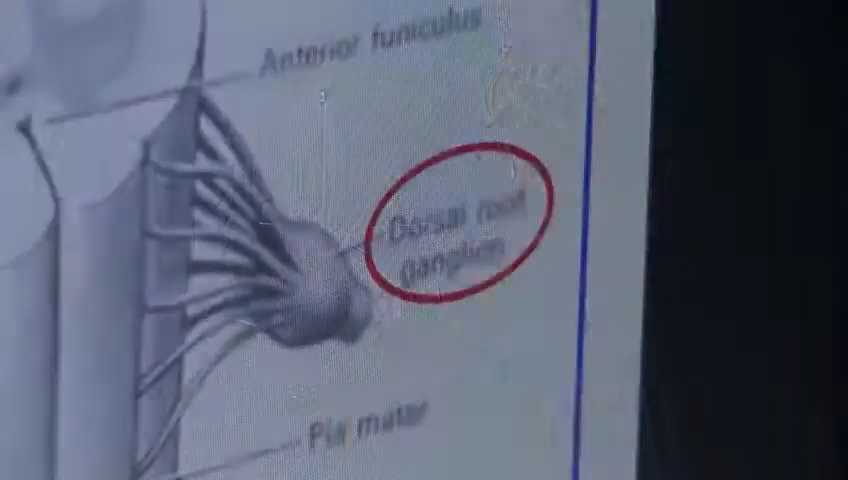 Anterior funiculus
Dorsal root
ganglion
Pia mater